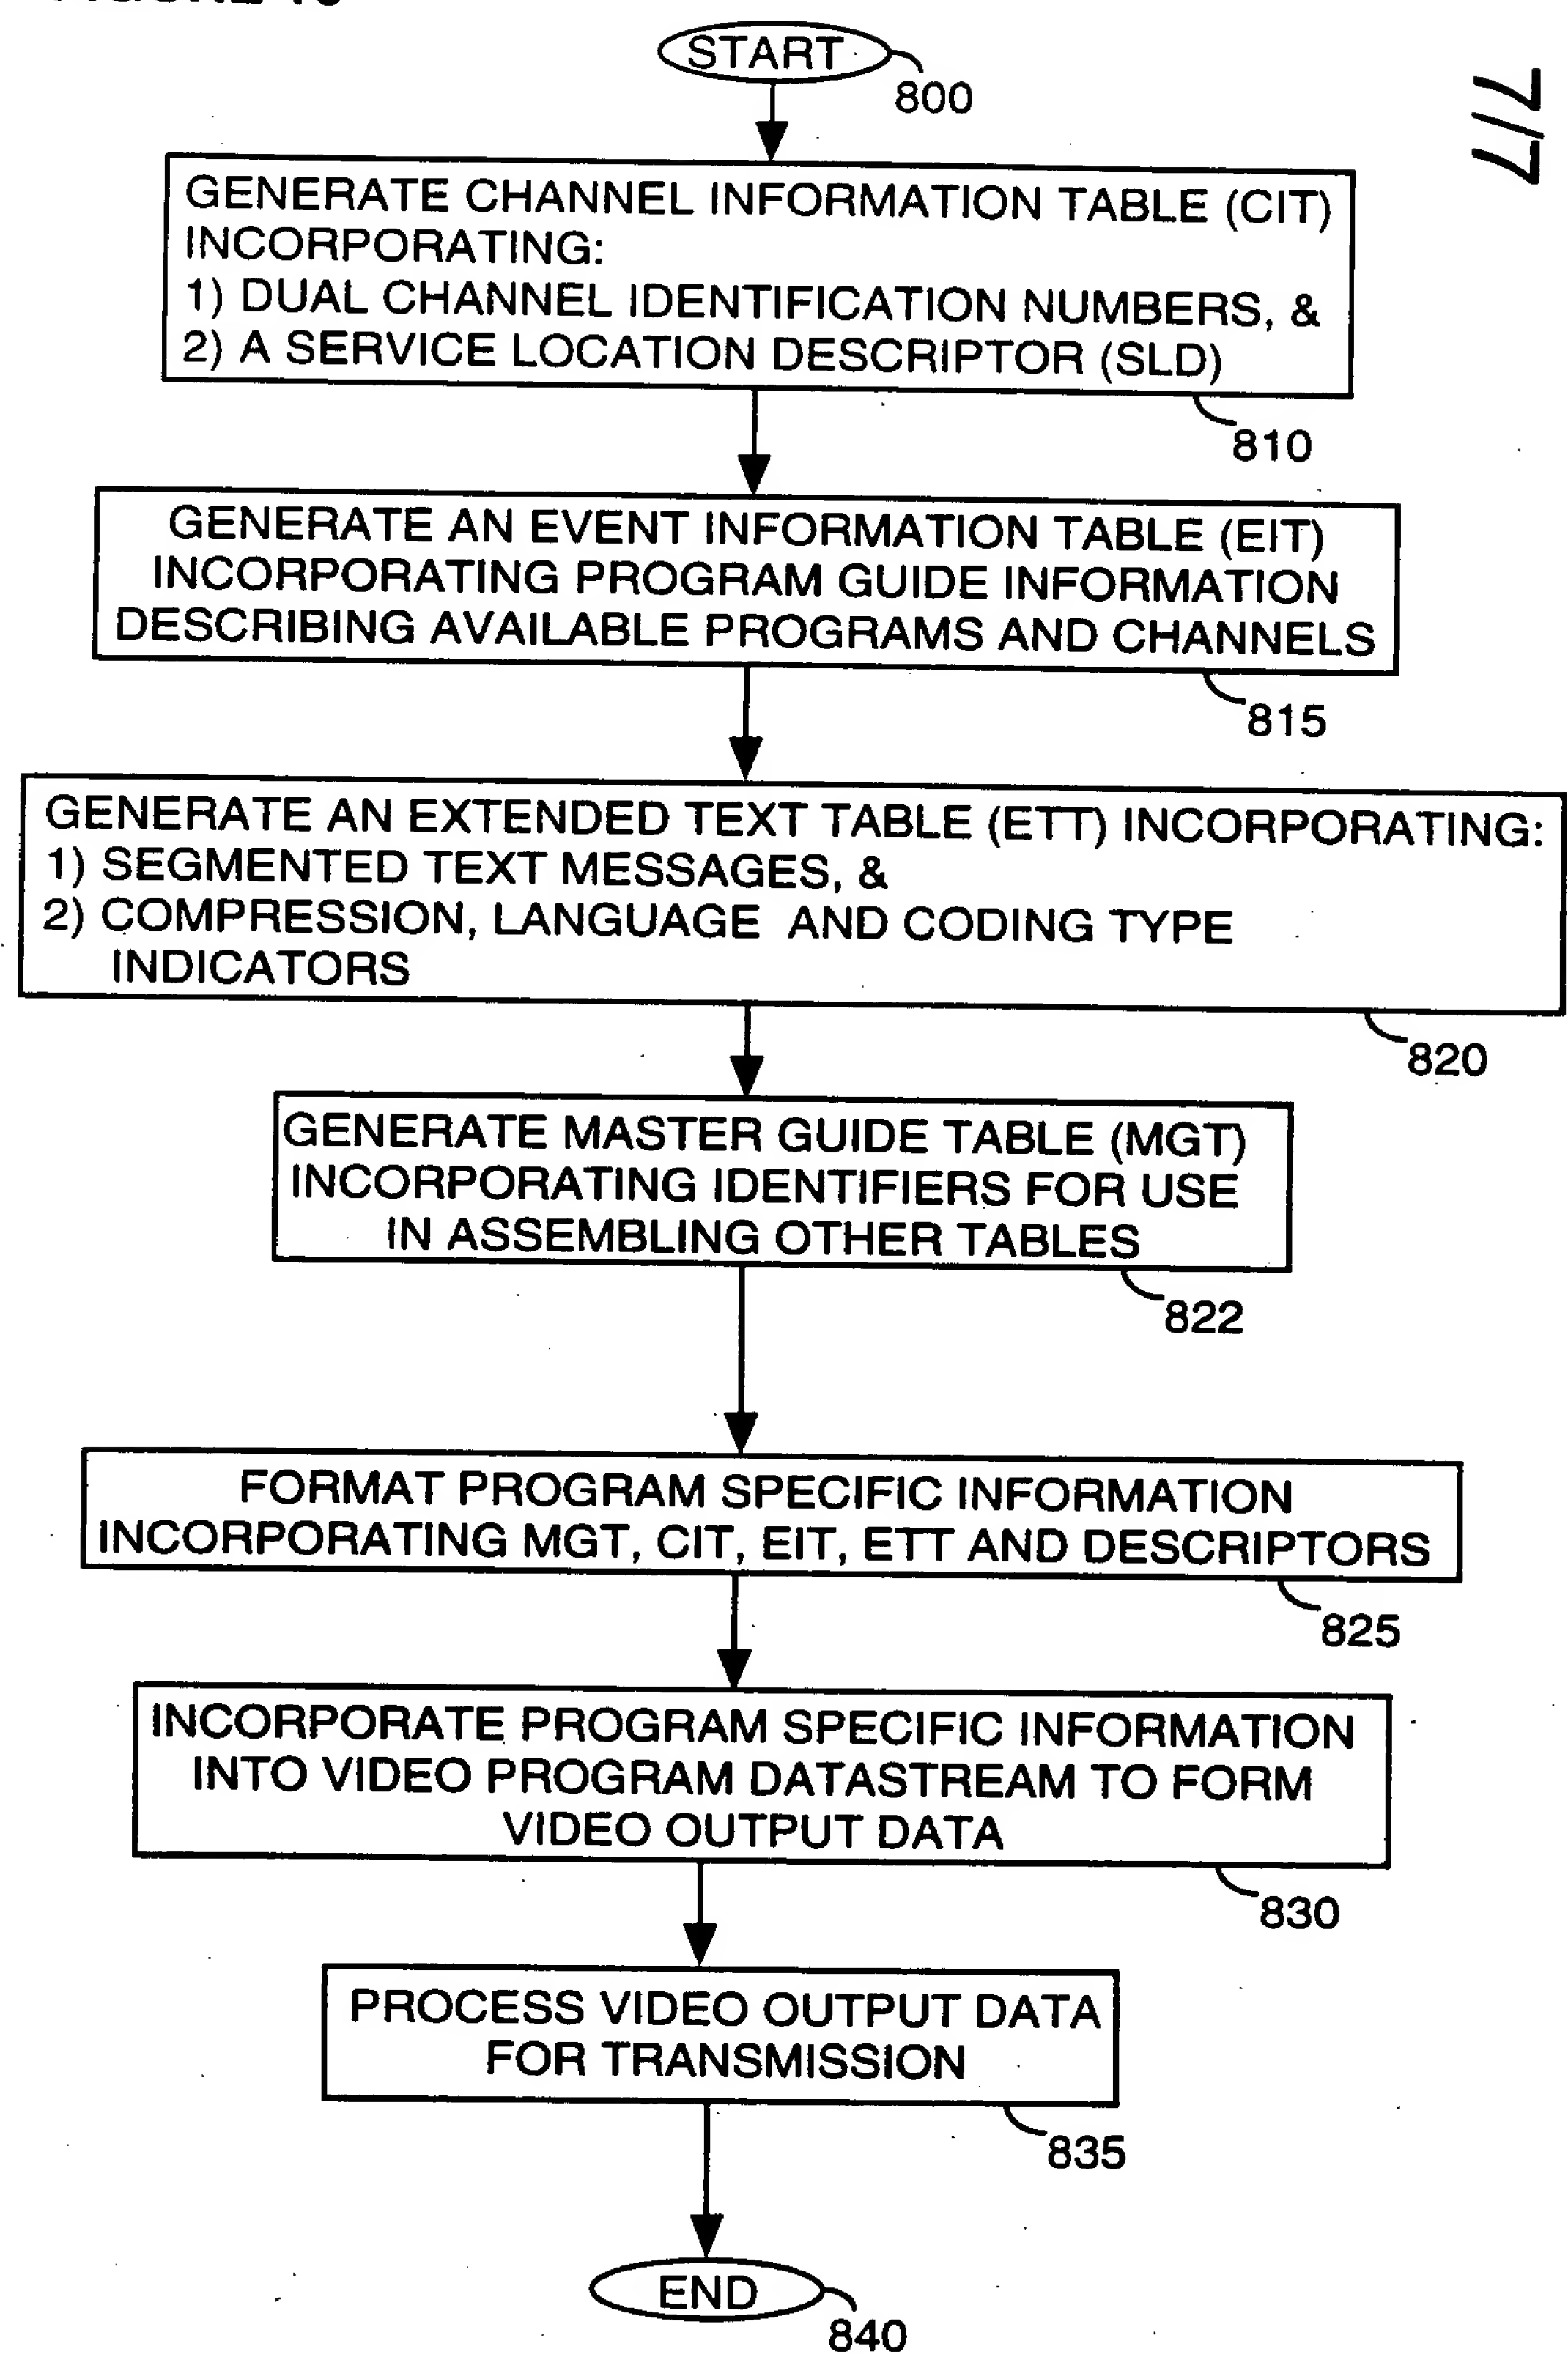 START
800
7/7
GENERATE CHANNEL INFORMATION TABLE (CIT)
INCORPORATING:
1) DUAL CHANNEL IDENTIFICATION NUMBERS, &
2) A SERVICE LOCATION DESCRIPTOR (SLD)
810
GENERATE AN EVENT INFORMATION TABLE (EIT)
INCORPORATING PROGRAM GUIDE INFORMATION
DESCRIBING AVAILABLE PROGRAMS AND CHANNELS
815
GENERATE AN EXTENDED TEXT TABLE (ETT) INCORPORATING:
1) SEGMENTED TEXT MESSAGES, &
2) COMPRESSION, LANGUAGE AND CODING TYPE
INDICATORS
820
GENERATE MASTER GUIDE TABLE (MGT)
INCORPORATING IDENTIFIERS FOR USE
IN ASSEMBLING OTHER TABLES
822
FORMAT PROGRAM SPECIFIC INFORMATION
INCORPORATING MGT, CIT, EIT, ETT AND DESCRIPTORS
825
INCORPORATE PROGRAM SPECIFIC INFORMATION
INTO VIDEO PROGRAM DATASTREAM TO FORM
VIDEO OUTPUT DATA
830
PROCESS VIDEO OUTPUT DATA
FOR TRANSMISSION
835
END
840